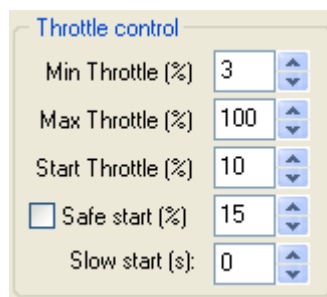 Throttle control
Min Throttle (%) 3
Max Throttle (%) 100
Start Throttle (%) 10
Safe start (%) 15
Slow start (s): 0